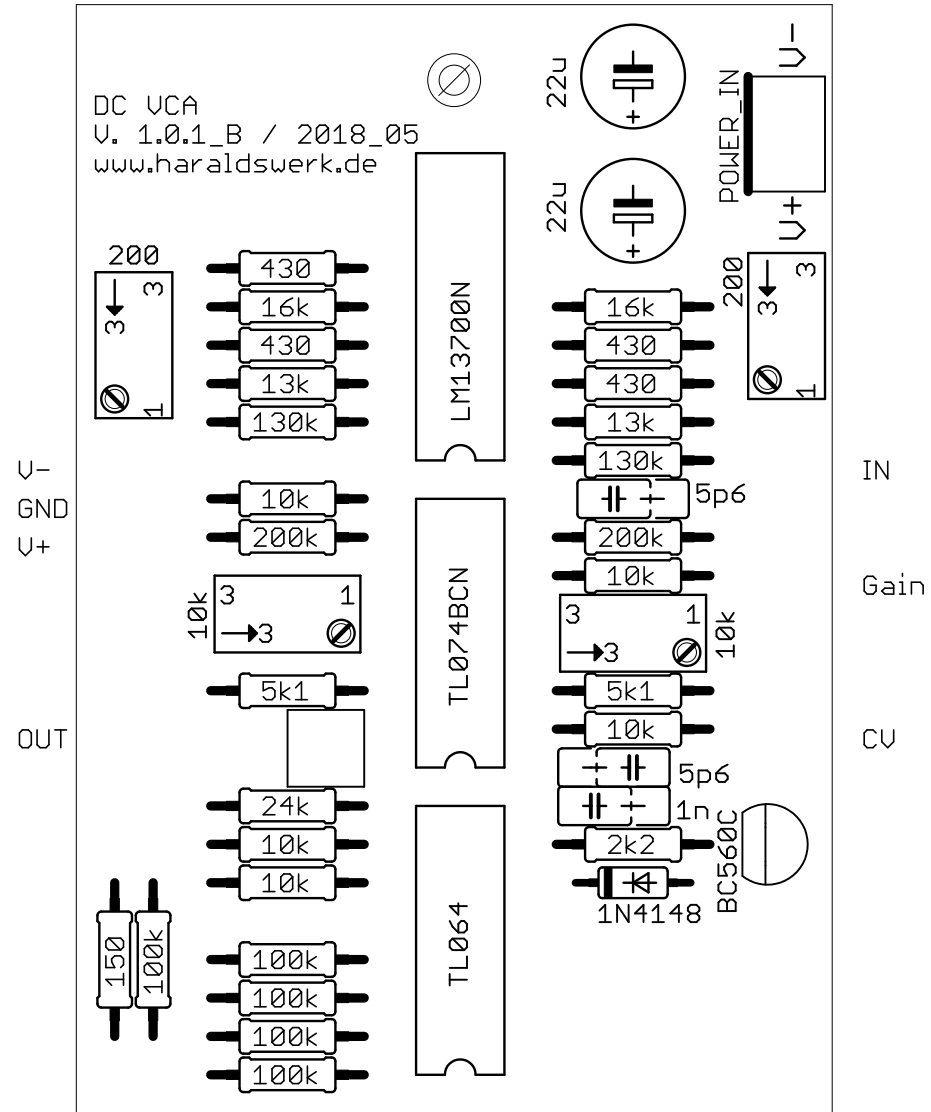 DC VCA
V. 1.0.1_B / 2018_05
www.haraldswerk.de
22u
+
22u
+
POWER_IN
V-
V+
200
3
3
1
200
3
3
1
430
16k
430
13k
130k
LM13700N
16k
430
430
13k
130k
5p6
V-
GND
V+
IN
10k
200k
200k
10k
Gain
10k
3
1
3
TL074BCN
3
1
3
10k
5k1
5k1
10k
OUT
CV
5p6
1n
24k
10k
10k
2k2
BC560C
1N4148
150
100k
TL064
100k
100k
100k
100k